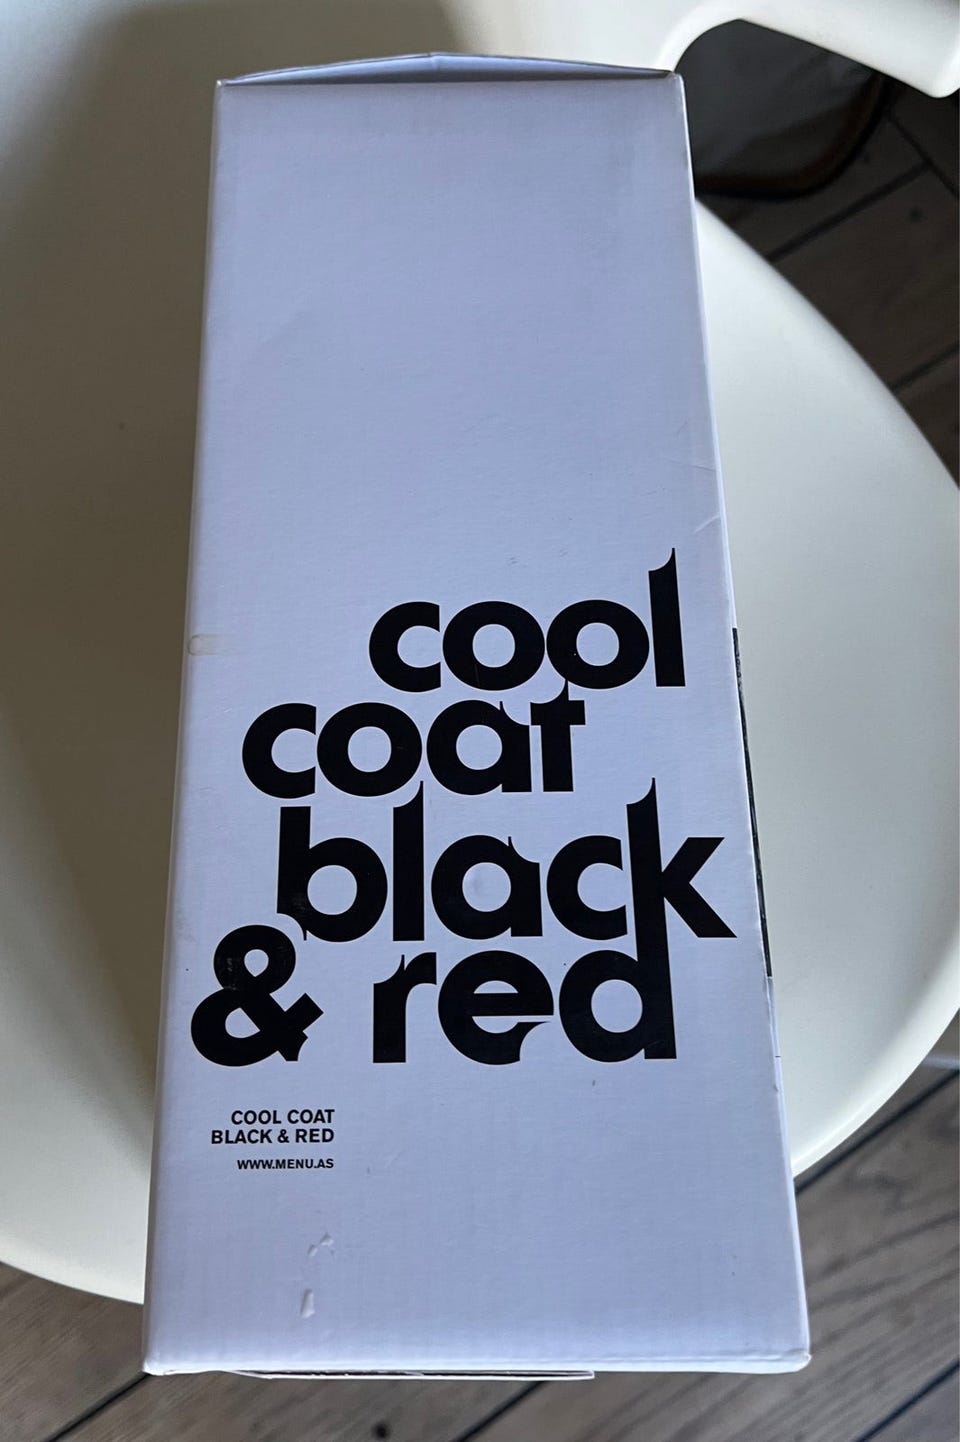 cool
coat
black
& red
COOL COAT
BLACK & RED
WWW.MENU.AS